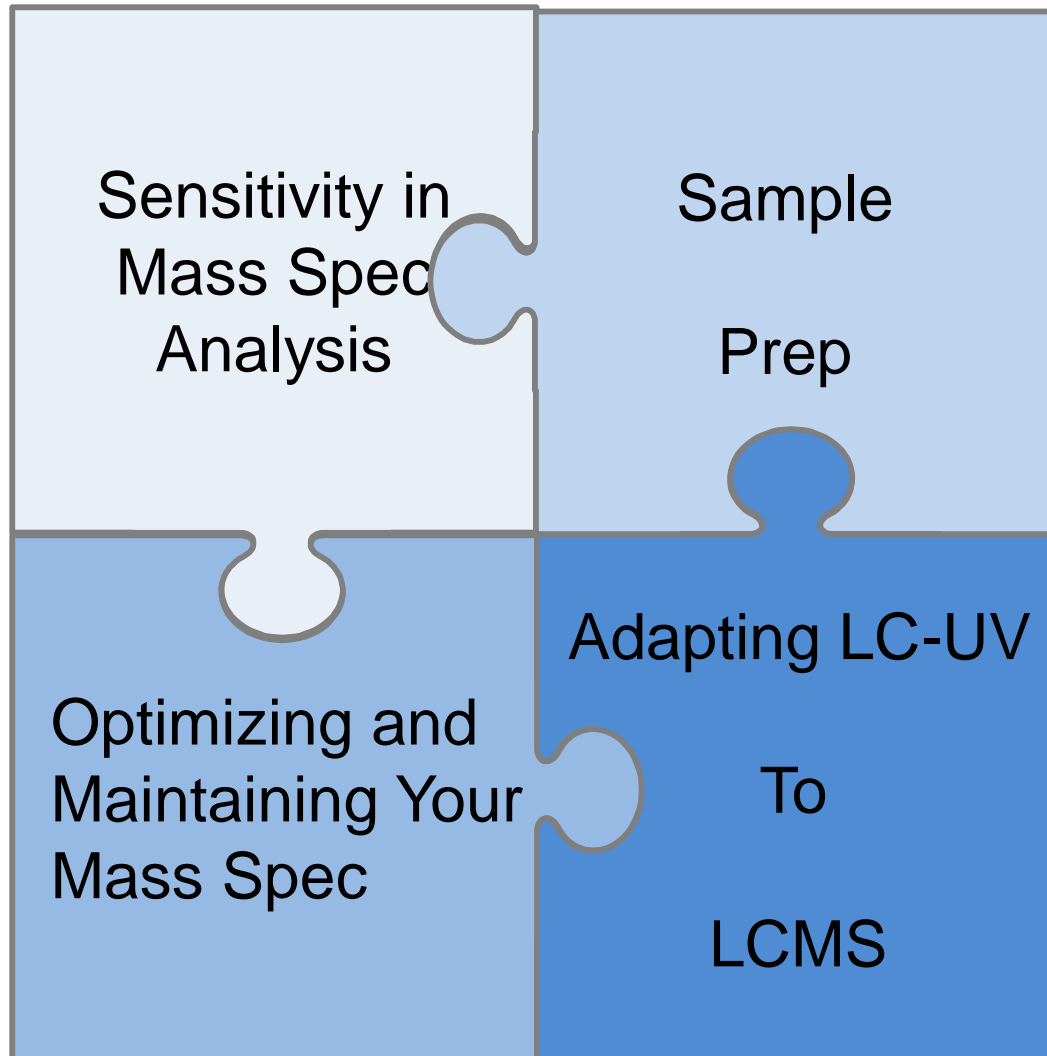 Sensitivity in
Mass Spec
Analysis
Sample
Prep
Optimizing and
Maintaining Your
Mass Spec
Adapting LC-UV
To
LCMS